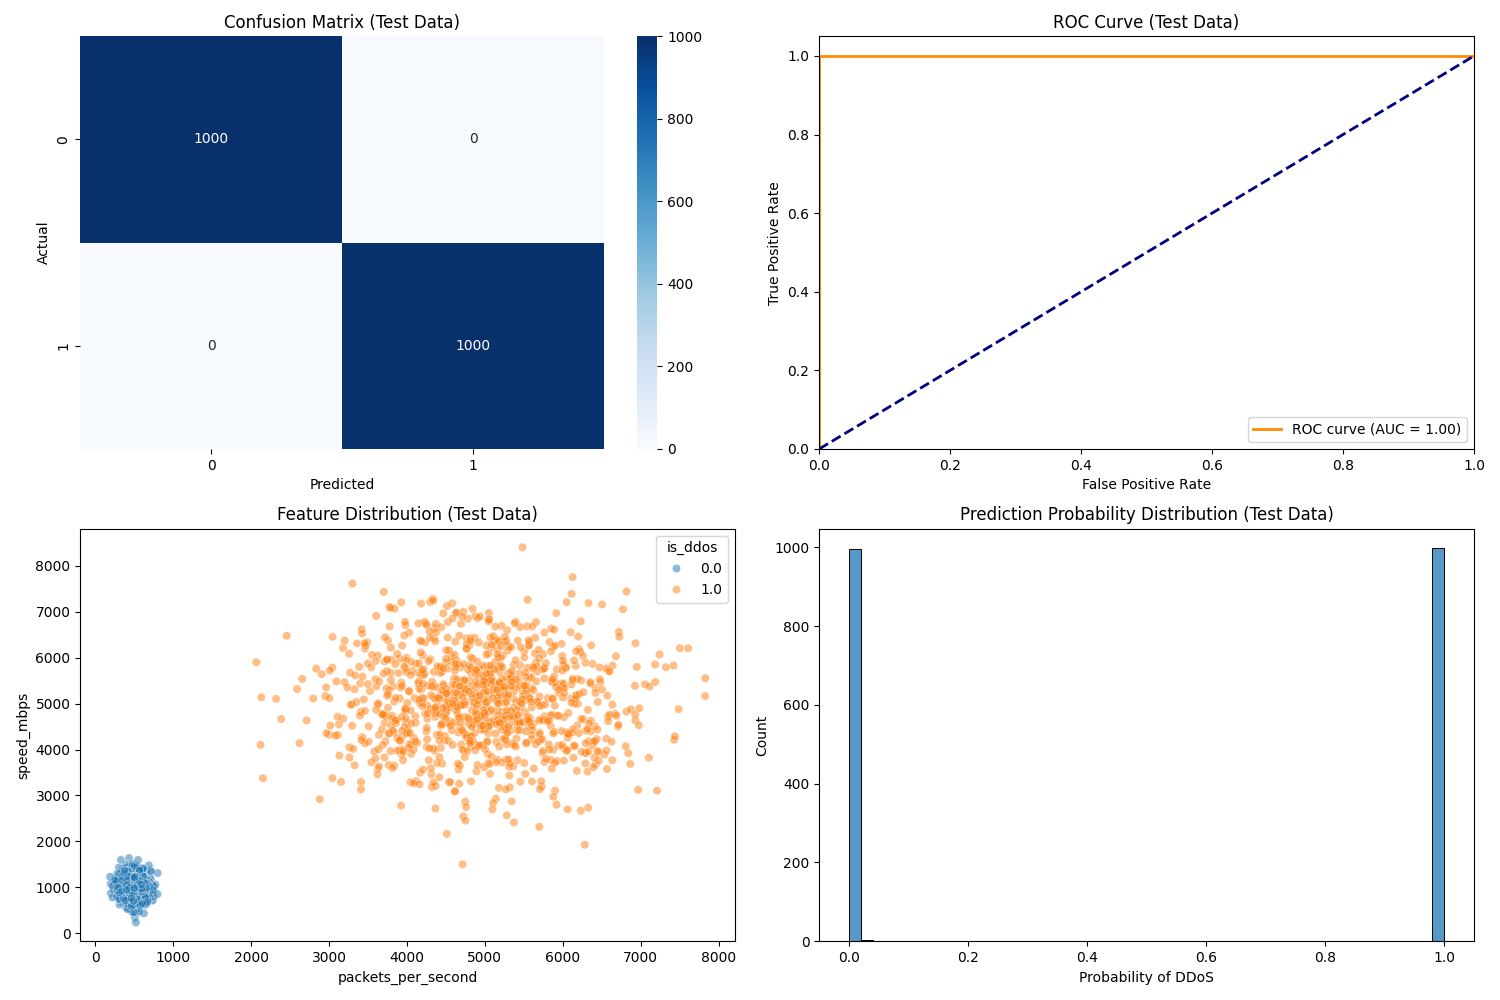 Confusion Matrix (Test Data)
1000 0
0 1000
0
1
Actual
0 1
Predicted
1000
800
600
400
200
0
ROC Curve (Test Data)
1.0
0.8
0.6
0.4
0.2
0.0
True Positive Rate
ROC curve (AUC = 1.00)
0.0 0.2 0.4 0.6 0.8 1.0
False Positive Rate
Feature Distribution (Test Data)
is_ddos
0.0
1.0
8000
7000
6000
5000
4000
3000
2000
1000
0
speed_mbps
0 1000 2000 3000 4000 5000 6000 7000 8000
packets_per_second
Prediction Probability Distribution (Test Data)
1000
800
600
400
200
0
Count
0.0 0.2 0.4 0.6 0.8 1.0
Probability of DDoS